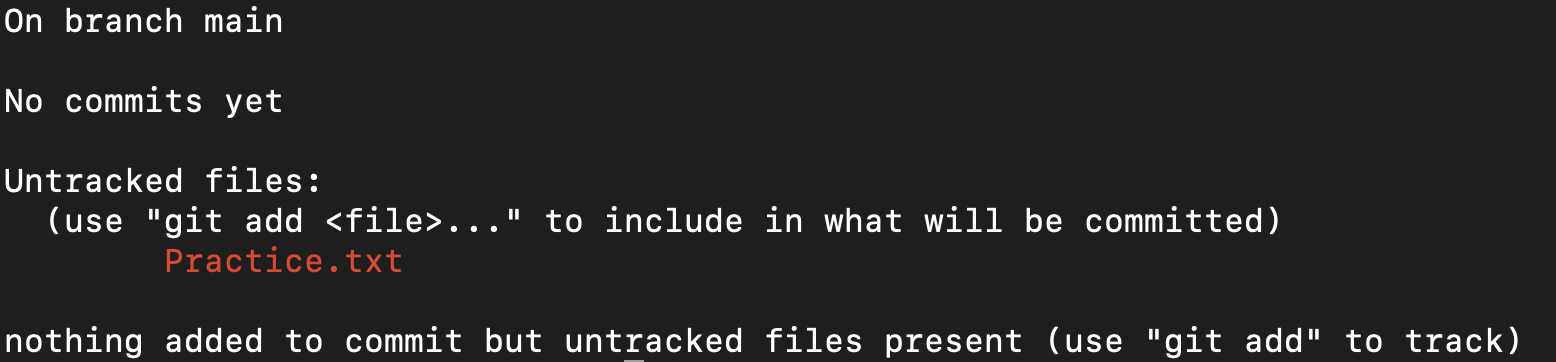 On branch main
No commits yet
Untracked files:
(use "git add <file>..." to include in what will be committed)
Practice.txt
nothing added to commit but untracked files present (use "git add" to track)